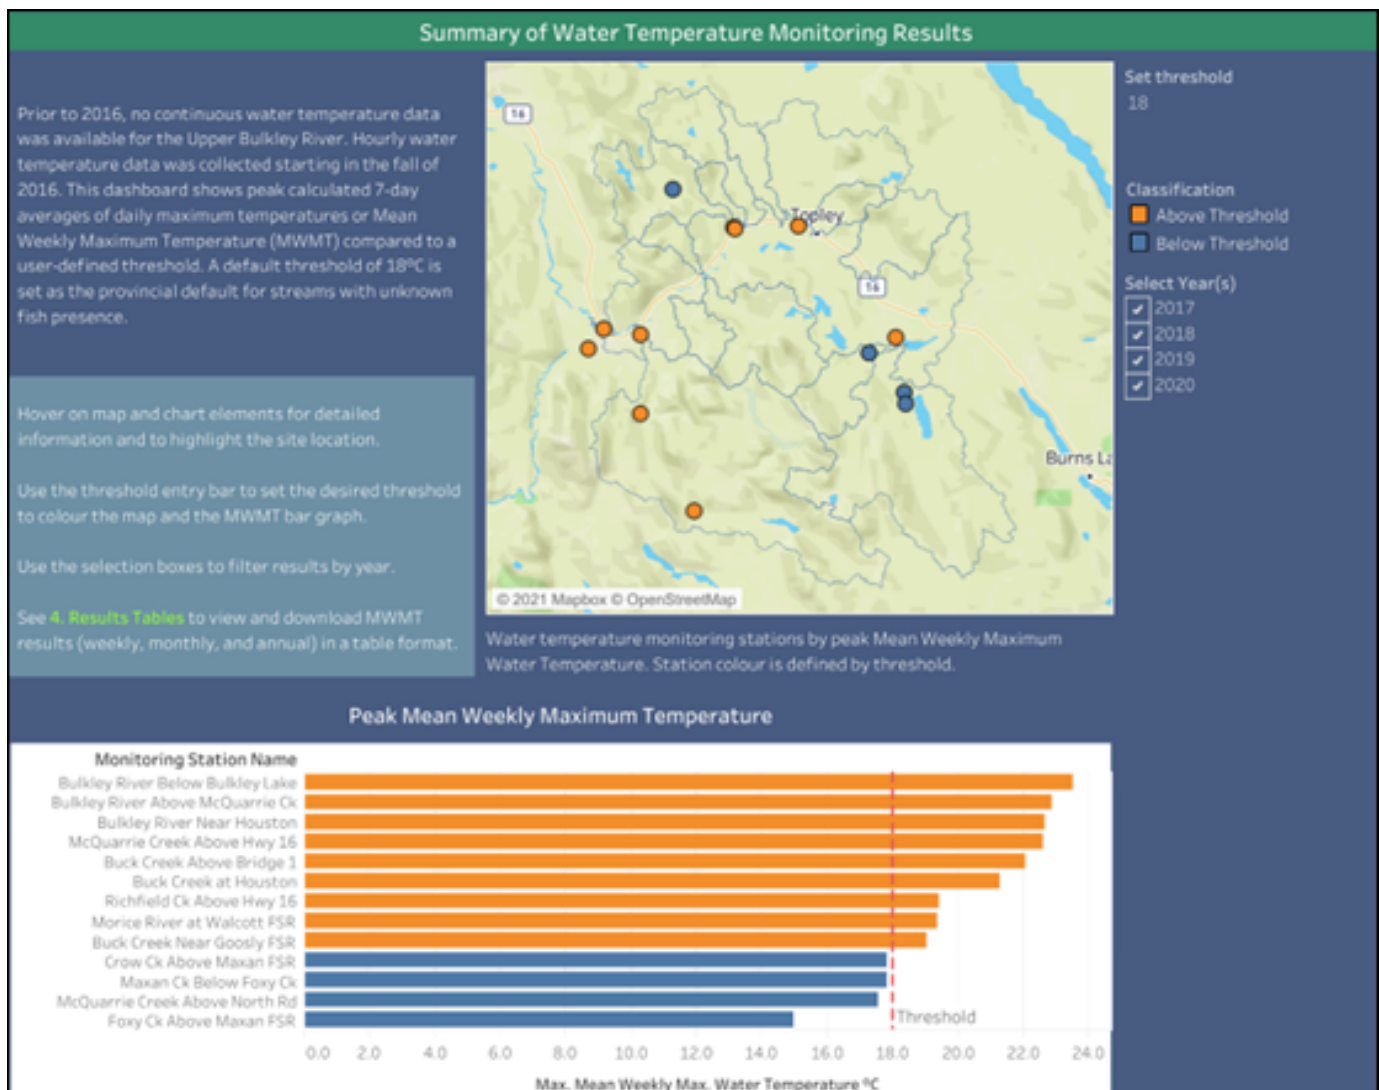 Summary of Water Temperature Monitoring Results
Prior to 2016, no continuous water temperature data
was available for the Upper Bulkley River. Hourly water
temperature data was collected starting in the fall of
2016. This dashboard shows peak calculated 7-day
averages of daily maximum temperatures or Mean
Weekly Maximum Temperature (MWMT) compared to a
user-defined threshold. A default threshold of 18ºC is
set as the provincial default for streams with unknown
fish presence.
Hover on map and chart elements for detailed
information and to highlight the site location.
Use the threshold entry bar to set the desired threshold
to colour the map and the MWMT bar graph.
Use the selection boxes to filter results by year.
See 4. Results Tables to view and download MWMT
results (weekly, monthly, and annual) in a table format.
16
Topley
16
Burns La
© 2021 Mapbox © OpenStreetMap
Water temperature monitoring stations by peak Mean Weekly Maximum
Water Temperature. Station colour is defined by threshold.
Set threshold
18
Classification
Above Threshold
Below Threshold
Select Year(s)
2017
2018
2019
2020
Peak Mean Weekly Maximum Temperature
Monitoring Station Name
Bulkley River Below Bulkley Lake
Bulkley River Above McQuarrie Ck
Bulkley River Near Houston
McQuarrie Creek Above Hwy 16
Buck Creek Above Bridge 1
Buck Creek at Houston
Richfield Ck Above Hwy 16
Morice River at Walcott FSR
Buck Creek Near Goosly FSR
Crow Ck Above Maxan FSR
Maxan Ck Below Foxy Ck
McQuarrie Creek Above North Rd
Foxy Ck Above Maxan FSR
Threshold
0.0 2.0 4.0 6.0 8.0 10.0 12.0 14.0 16.0 18.0 20.0 22.0 24.0
Max. Mean Weekly Max. Water Temperature ºC